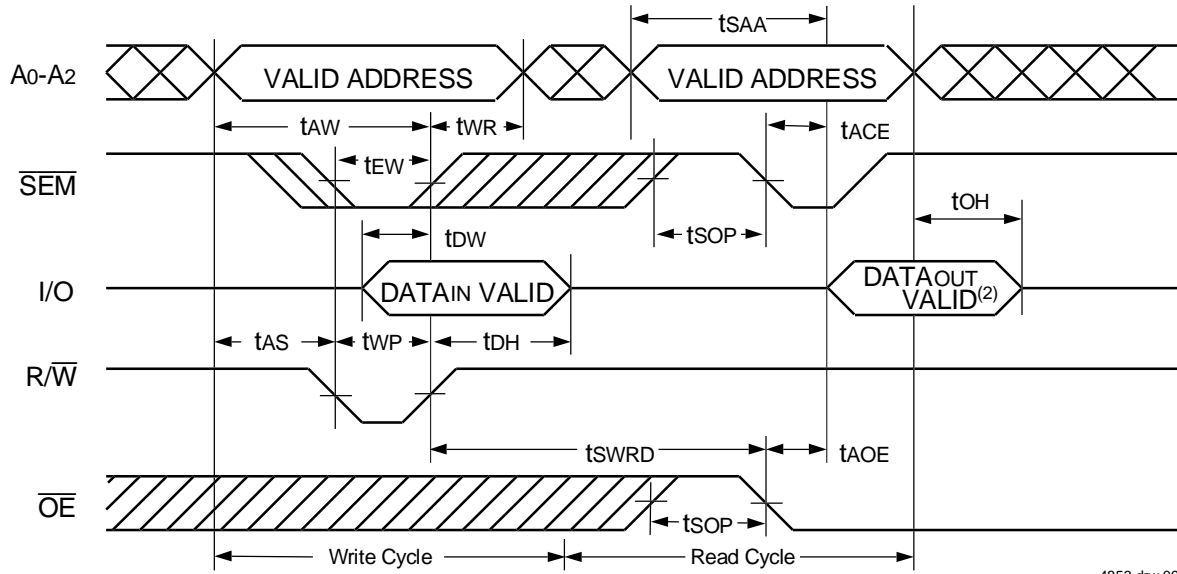 tSAA
A0-A2
VALID ADDRESS
VALID ADDRESS
tAW
tWR
tACE
tEW
SEM
tSOP
tOH
tDW
I/O
DATAIN VALID
DATAOUT
VALID(2)
tAS
tWP
tDH
R/W
tSWRD
tAOE
OE
tSOP
Write Cycle
Read Cycle